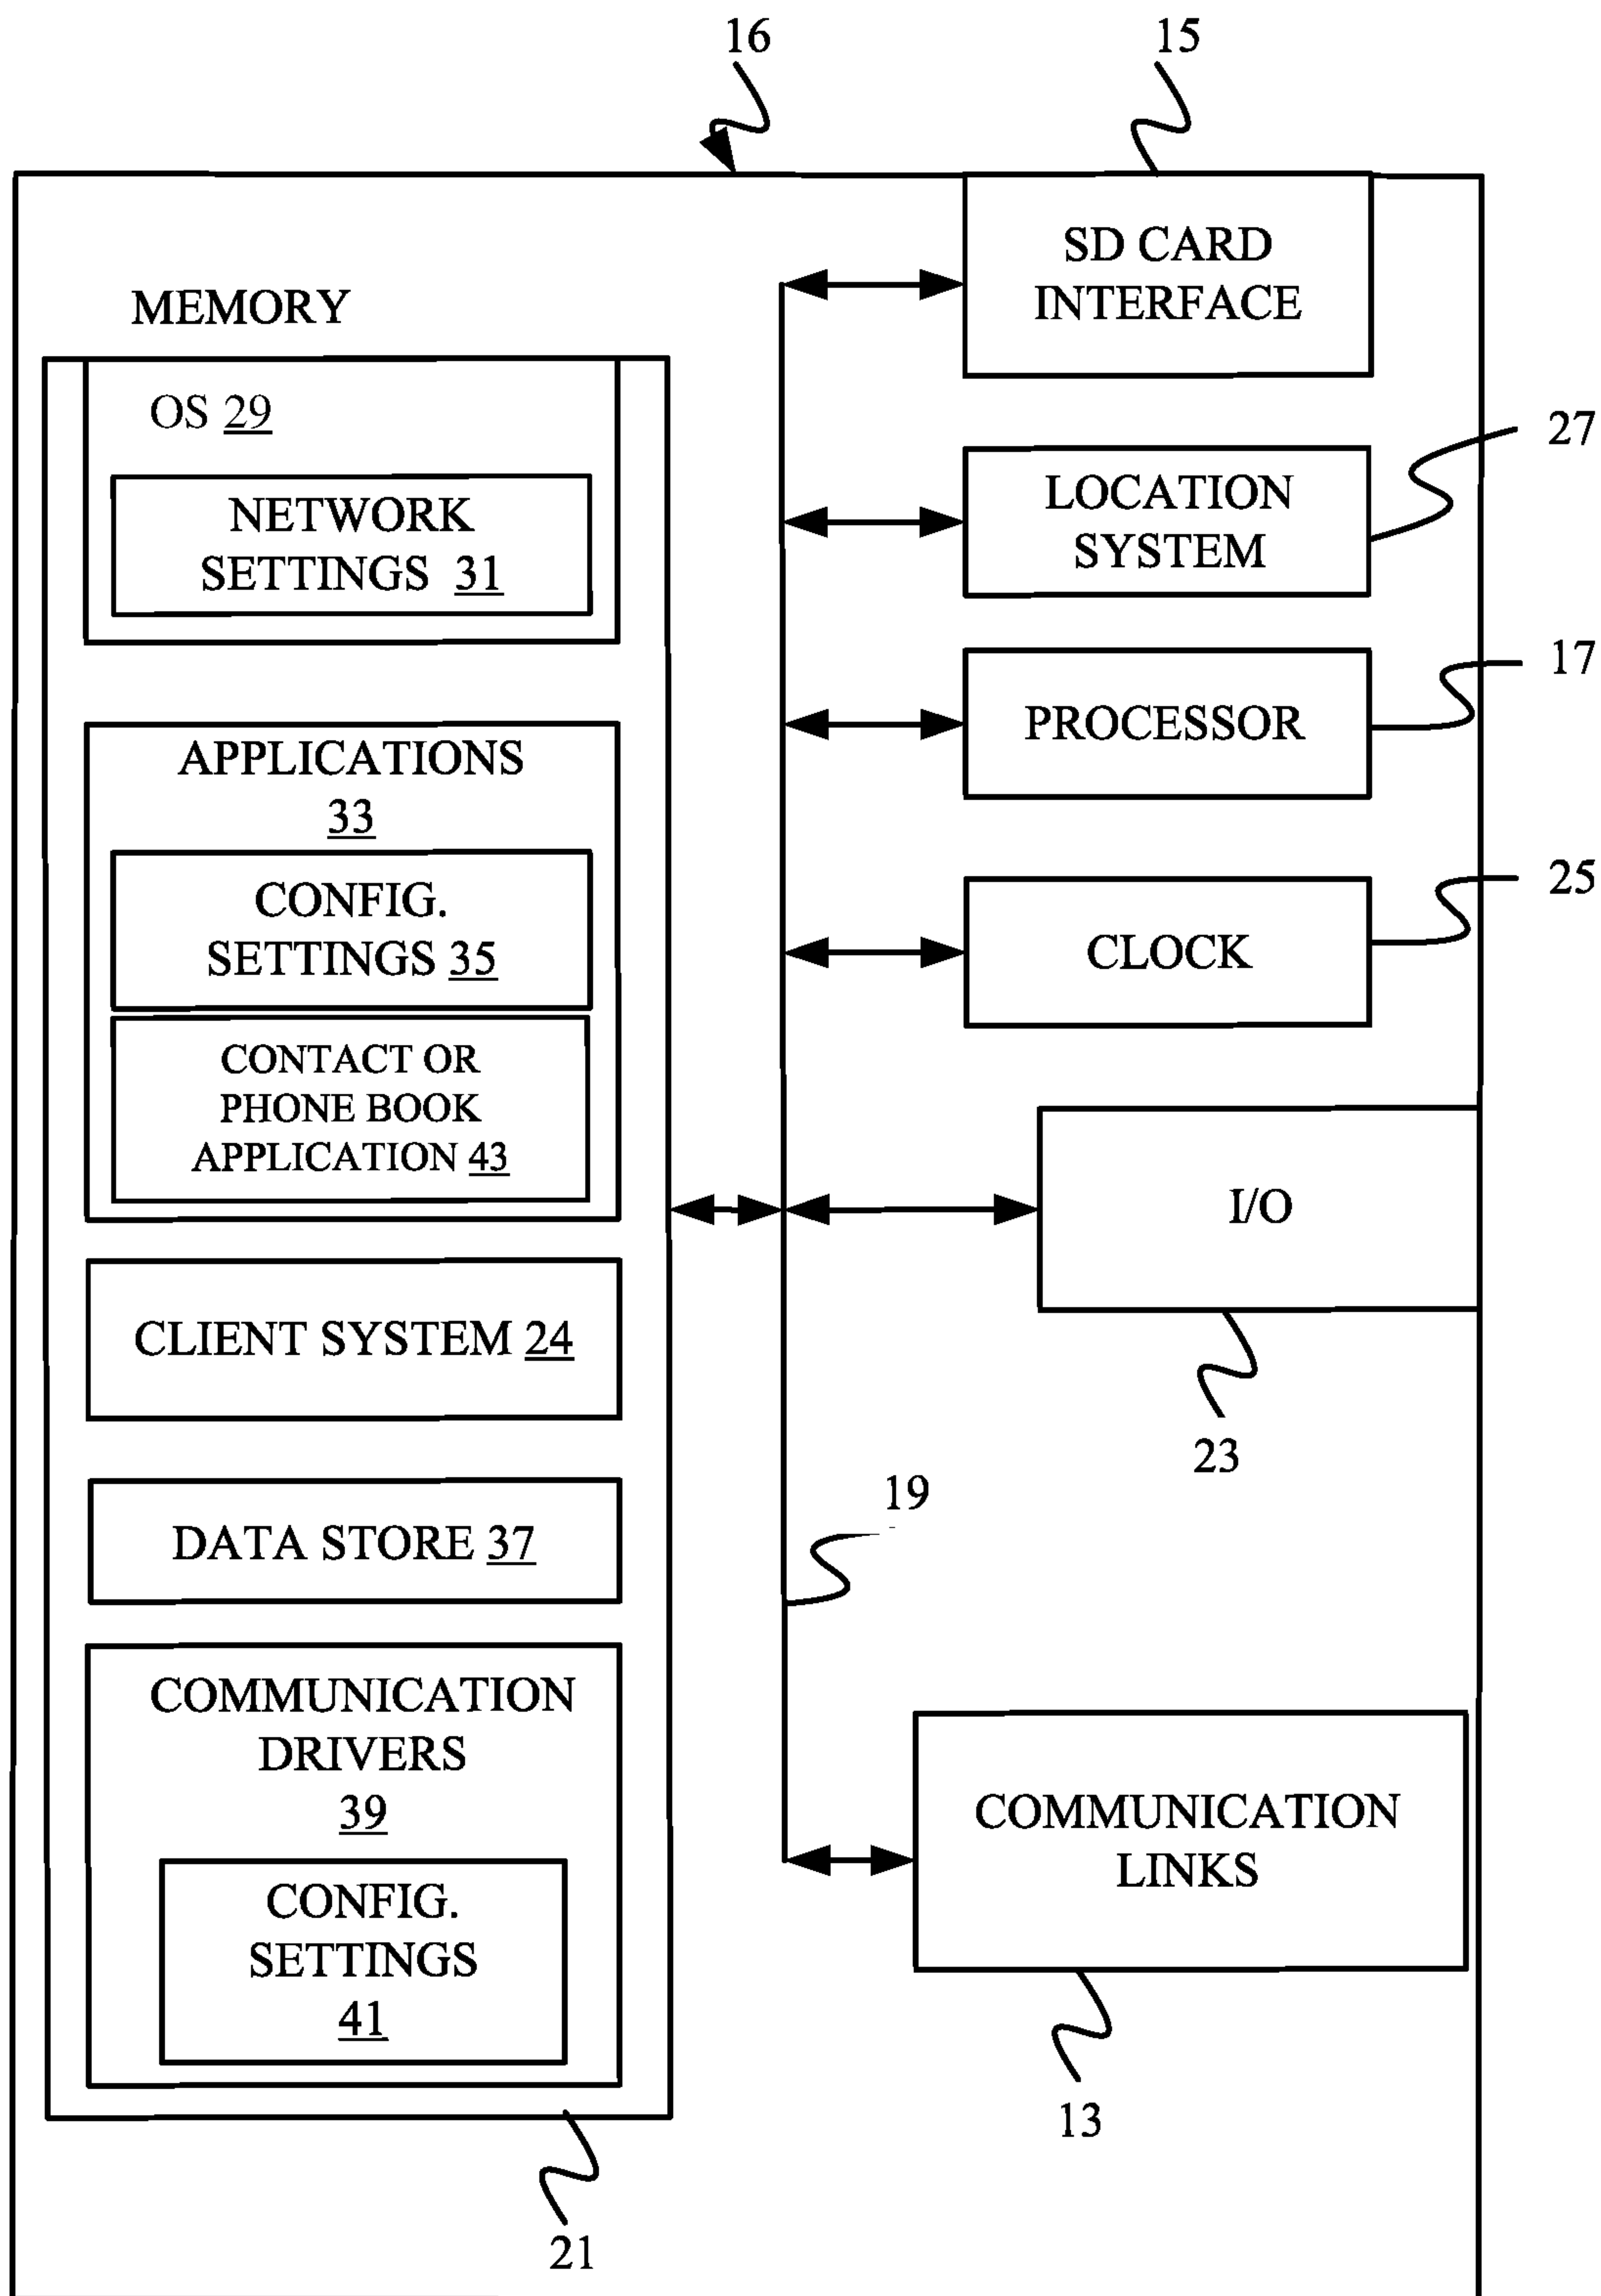 16
15
MEMORY
OS 29
NETWORK
SETTINGS 31
APPLICATIONS
33
CONFIG.
SETTINGS 35
CONTACT OR
PHONE BOOK
APPLICATION 43
CLIENT SYSTEM 24
DATA STORE 37
COMMUNICATION
DRIVERS
39
CONFIG.
SETTINGS
41
21
SD CARD
INTERFACE
LOCATION
SYSTEM
27
PROCESSOR
17
CLOCK
25
I/O
23
19
COMMUNICATION
LINKS
13